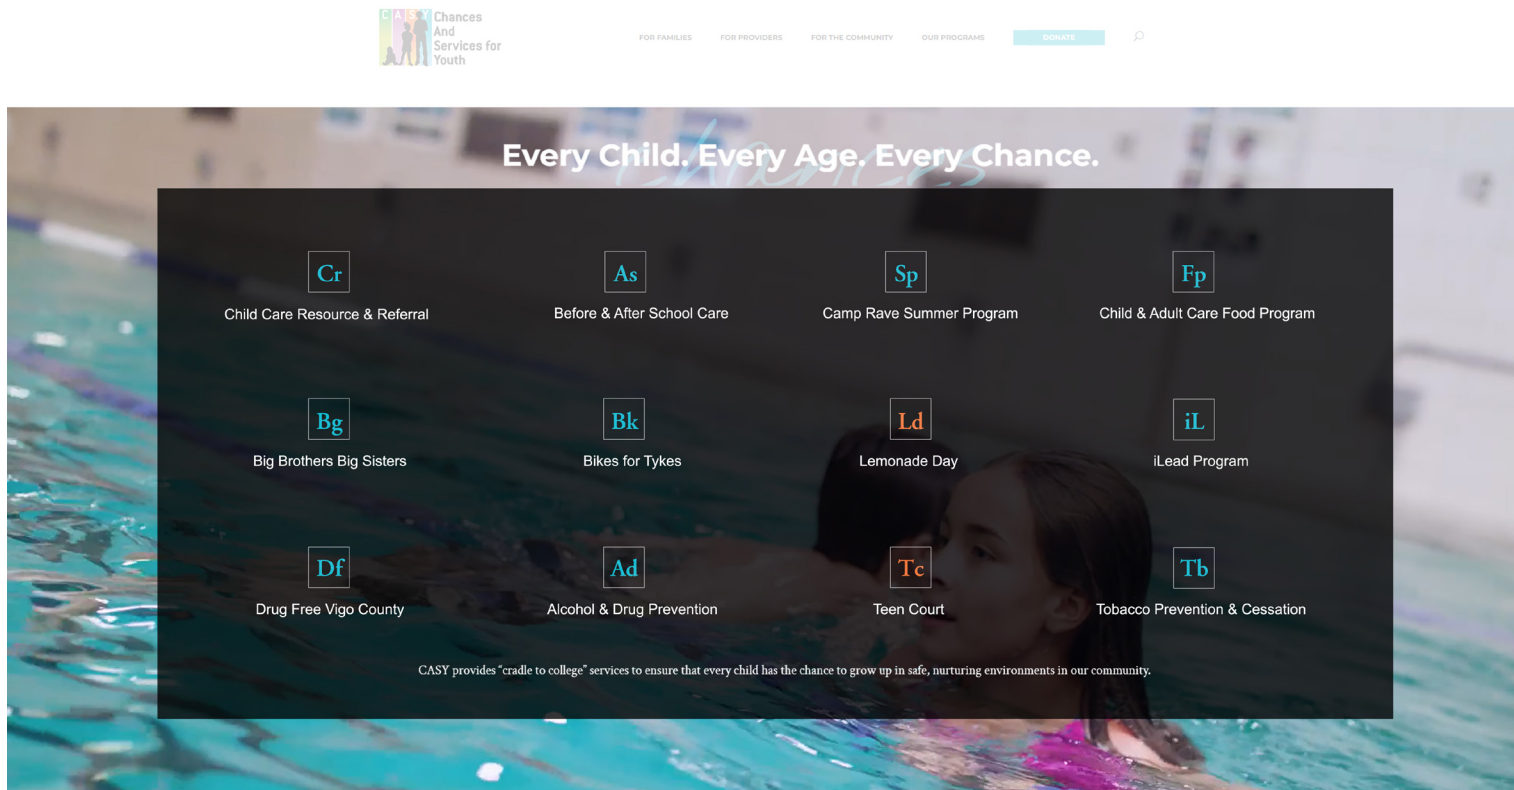 C A S Y
Chances
And
Services for
Youth
FOR FAMILIES FOR PROVIDERS FOR THE COMMUNITY OUR PROGRAMS DONATE
chances
Every Child. Every Age. Every Chance.
Cr As Sp Fp
Child Care Resource & Referral Before & After School Care Camp Rave Summer Program Child & Adult Care Food Program
Bg Bk Ld iL
Big Brothers Big Sisters Bikes for Tykes Lemonade Day iLead Program
Df Ad Tc Tb
Drug Free Vigo County Alcohol & Drug Prevention Teen Court Tobacco Prevention & Cessation
CASY provides “cradle to college” services to ensure that every child has the chance to grow up in safe, nurturing environments in our community.